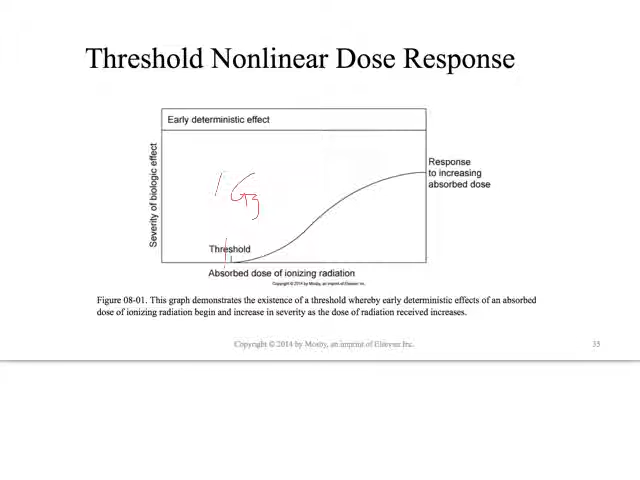 Threshold Nonlinear Dose Response
Early deterministic effect
Severity of biologic effect
Response
to increasing
absorbed dose
Threshold
Absorbed dose of ionizing radiation
Copyright © 2014 by Mosby, an imprint of Elsevier Inc.
Figure 08-01. This graph demonstrates the existence of a threshold whereby early deterministic effects of an absorbed
dose of ionizing radiation begin and increase in severity as the dose of radiation received increases.
Copyright © 2014 by Mosby, an imprint of Elsevier Inc.
35